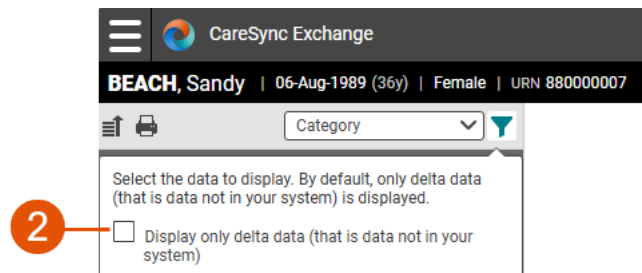 CareSync Exchange
BEACH, Sandy | 06-Aug-1989 (36y) | Female | URN 880000007
Category
Select the data to display. By default, only delta data
(that is data not in your system) is displayed.
2
Display only delta data (that is data not in your
system)